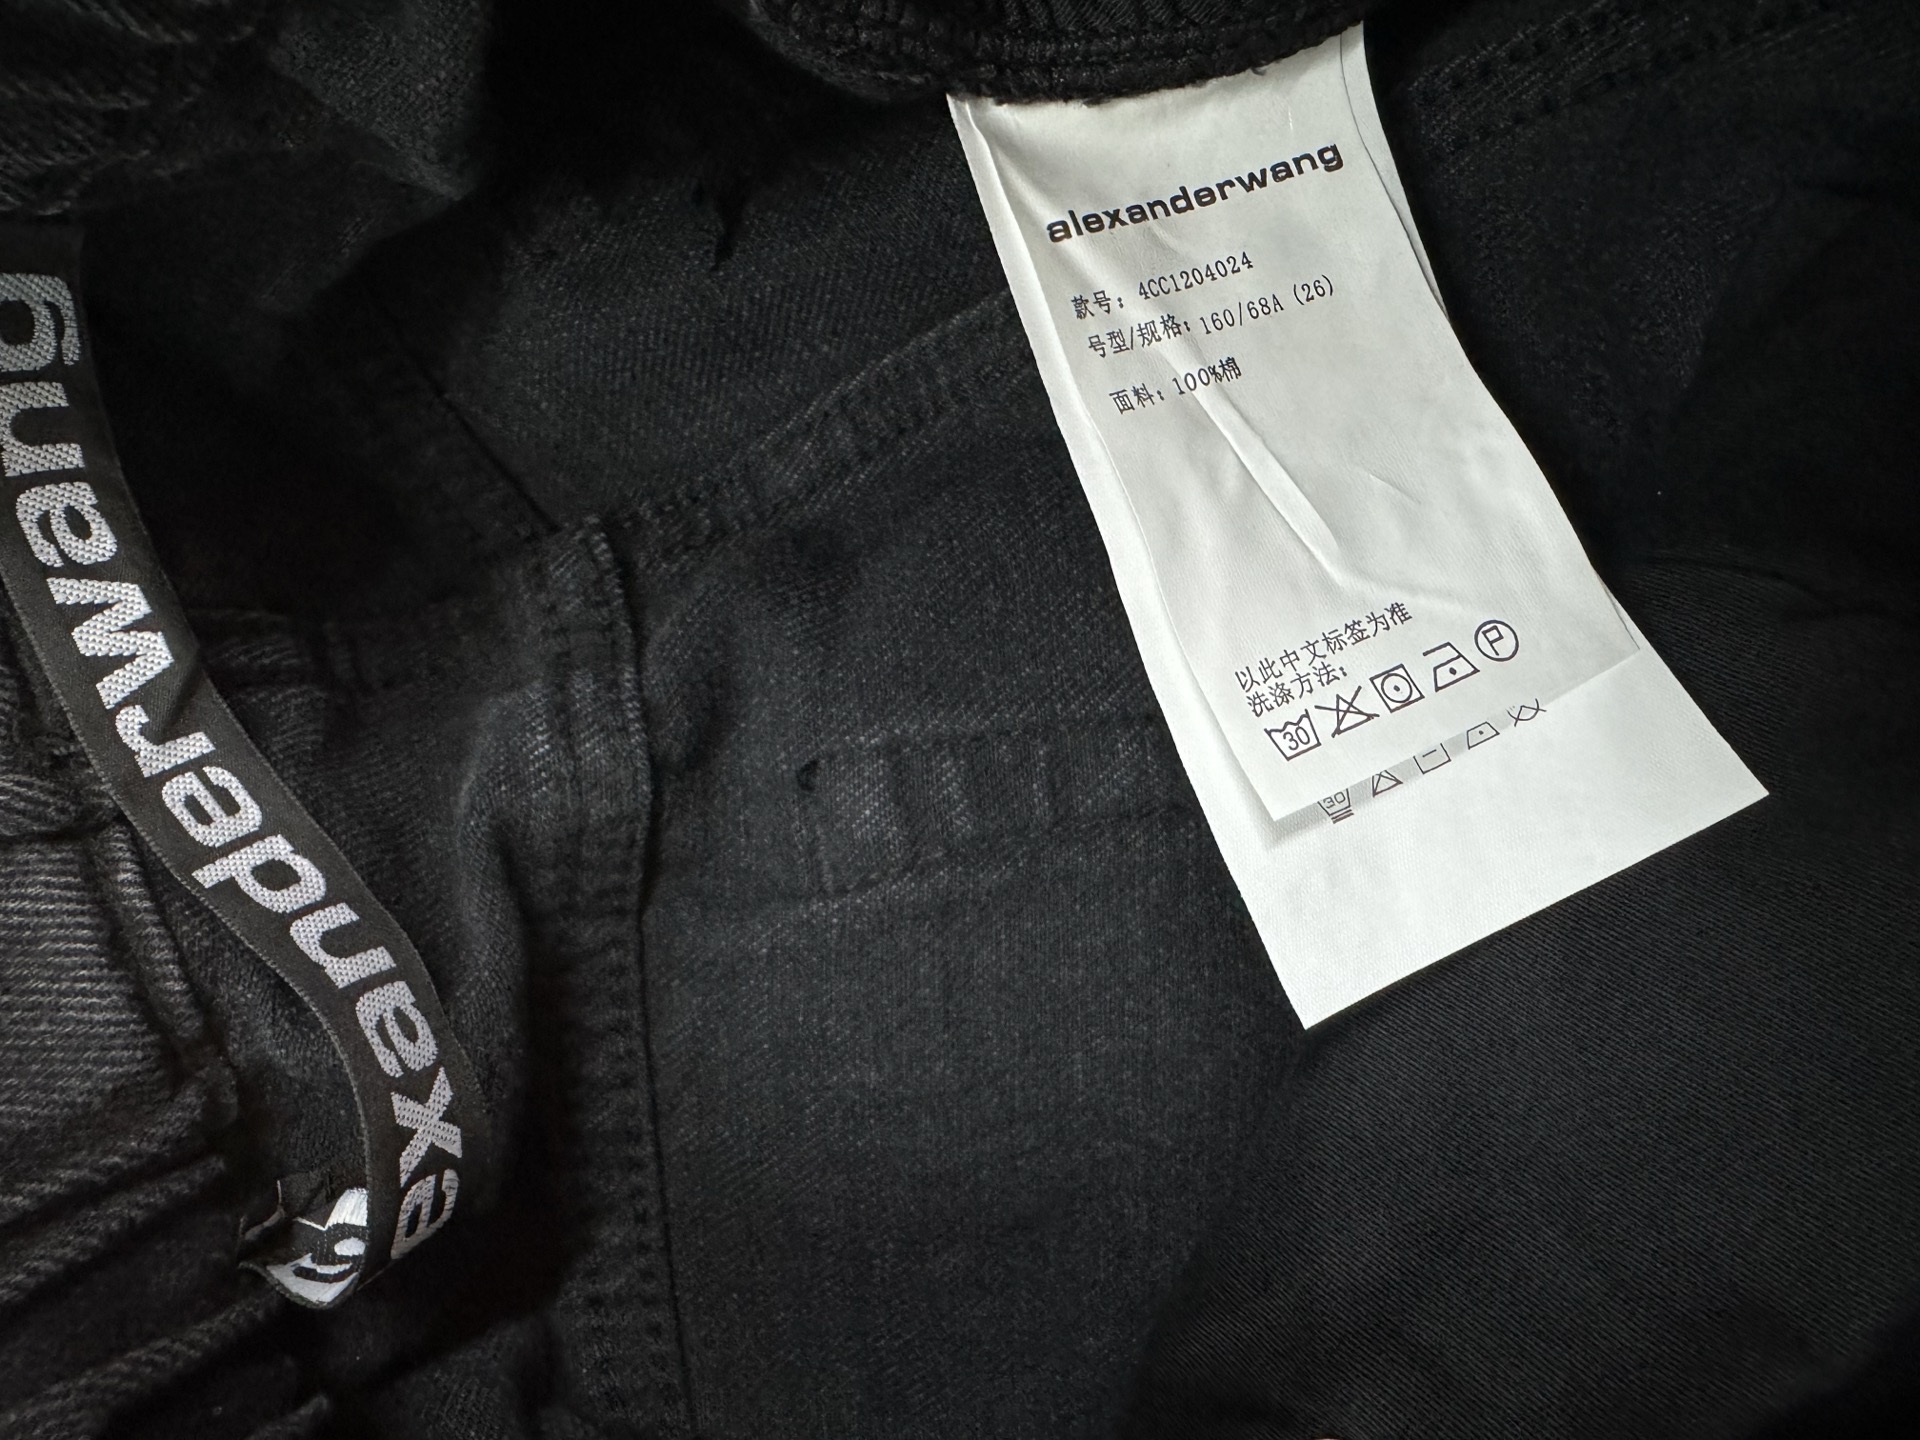 alexanderwang
alexanderwang
款号: 4CC1204024
号型/规格: 160/68A (26)
面料: 100%棉
以此中文标签为准
洗涤方法:
30
P
30